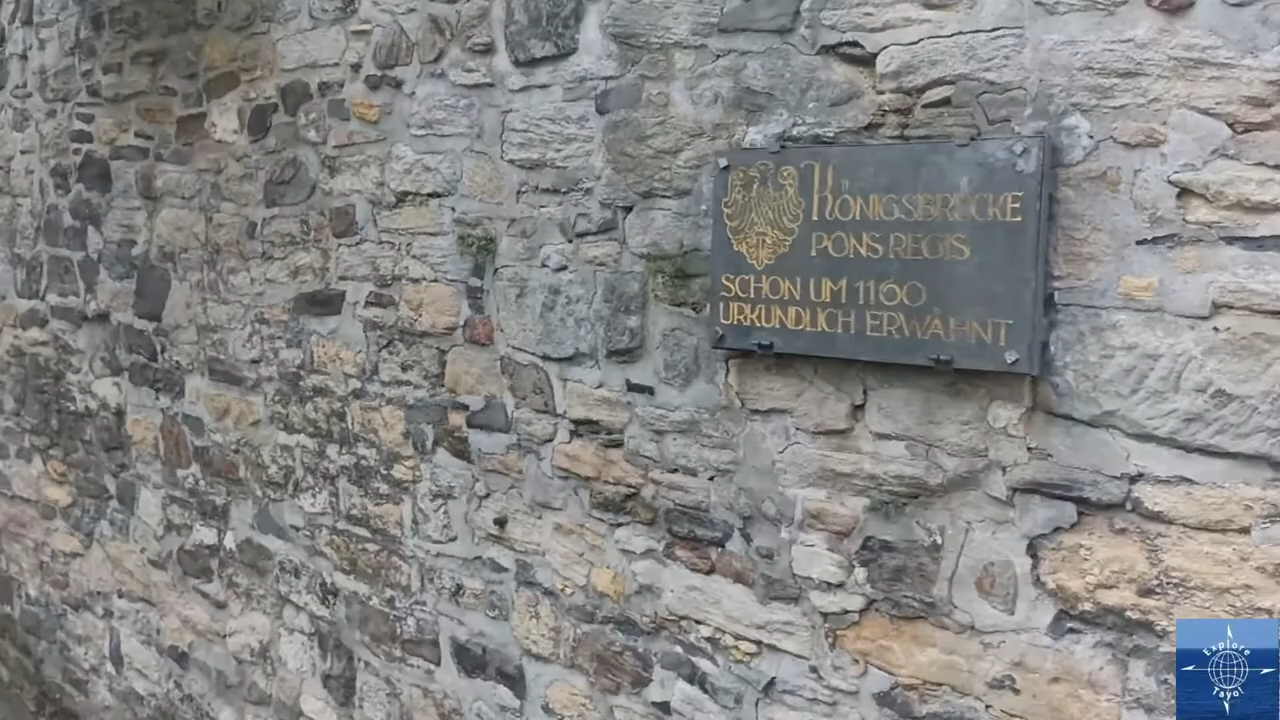 KÖNIGSBRÜCKE
PONS REGIS
SCHON UM 1160
URKUNDLICH ERWÄHNT
Explore
Tayo!